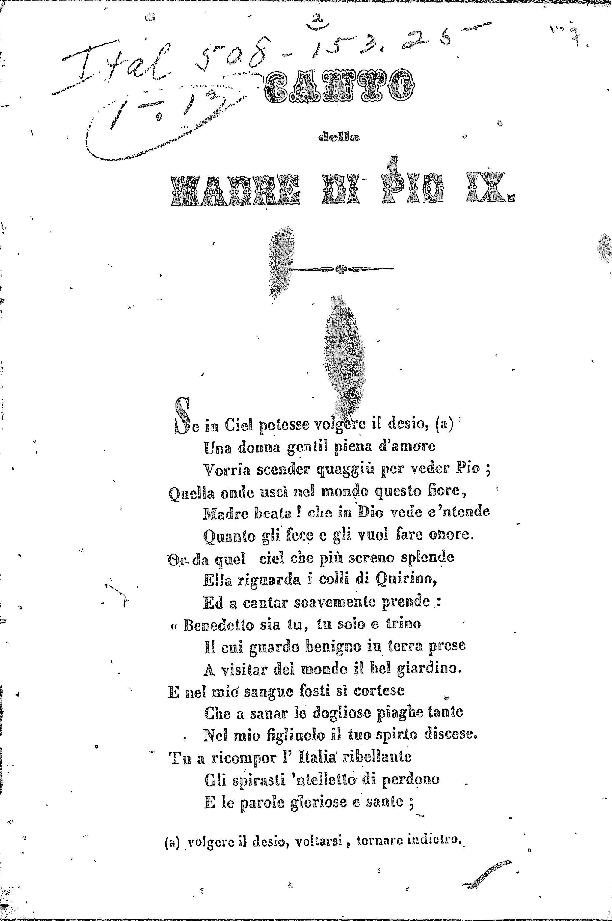 2
Ital 508-153.25
1-13
CANTO
della
MADRE DI PIO IX.
Se in Ciel potesse volgere il desio, (a)
Una donna gentil piena d'amore
Vorria scender quaggiù per veder Pio ;
Quella onde uscì nel mondo questo fiore,
Madre beata ! che in Dio vede e 'ntende
Quanto gli fece e gli vuol fare onore.
Or da quel ciel che più sereno splende
Ella riguarda i colli di Quirino,
Ed a cantar soavemente prende :
« Benedetto sia tu, tu solo e trino
Il cui guardo benigno in terra prese
A visitar del mondo il bel giardino.
E nel mio sangue fosti sì cortese
Che a sanar le dogliose piaghe tante
Nel mio figliuolo il tuo spirto discese.
Tu a ricompor l' Italia ribellante
Gli spirasti 'ntelletto di perdono
E le parole gloriose e sante ;
(a) volgere il desio, voltarsi, tornare indietro.